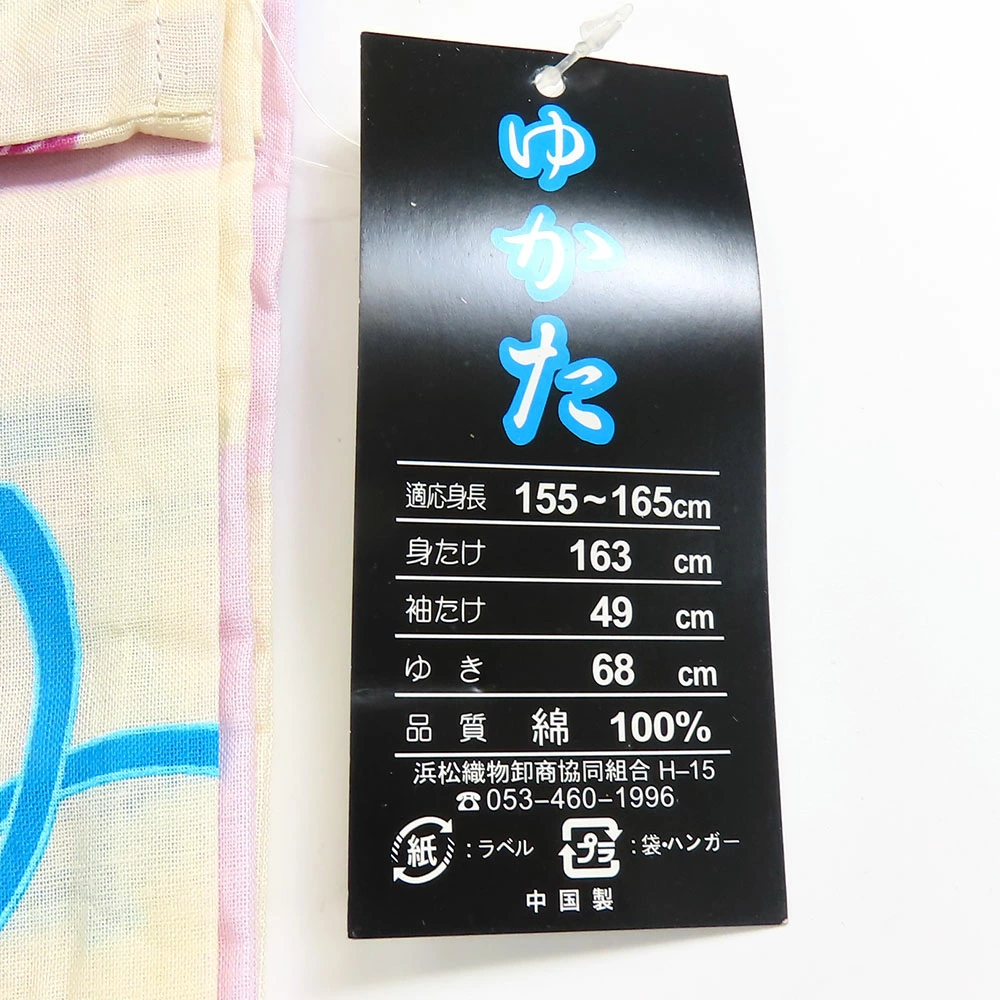 ゆかた
適応身長 155~165cm
身たけ 163 cm
袖たけ 49 cm
ゆき 68 cm
品質 綿 100%
浜松織物卸商協同組合 H-15
☎053-460-1996
紙:ラベル プラ:袋・ハンガー
中国製